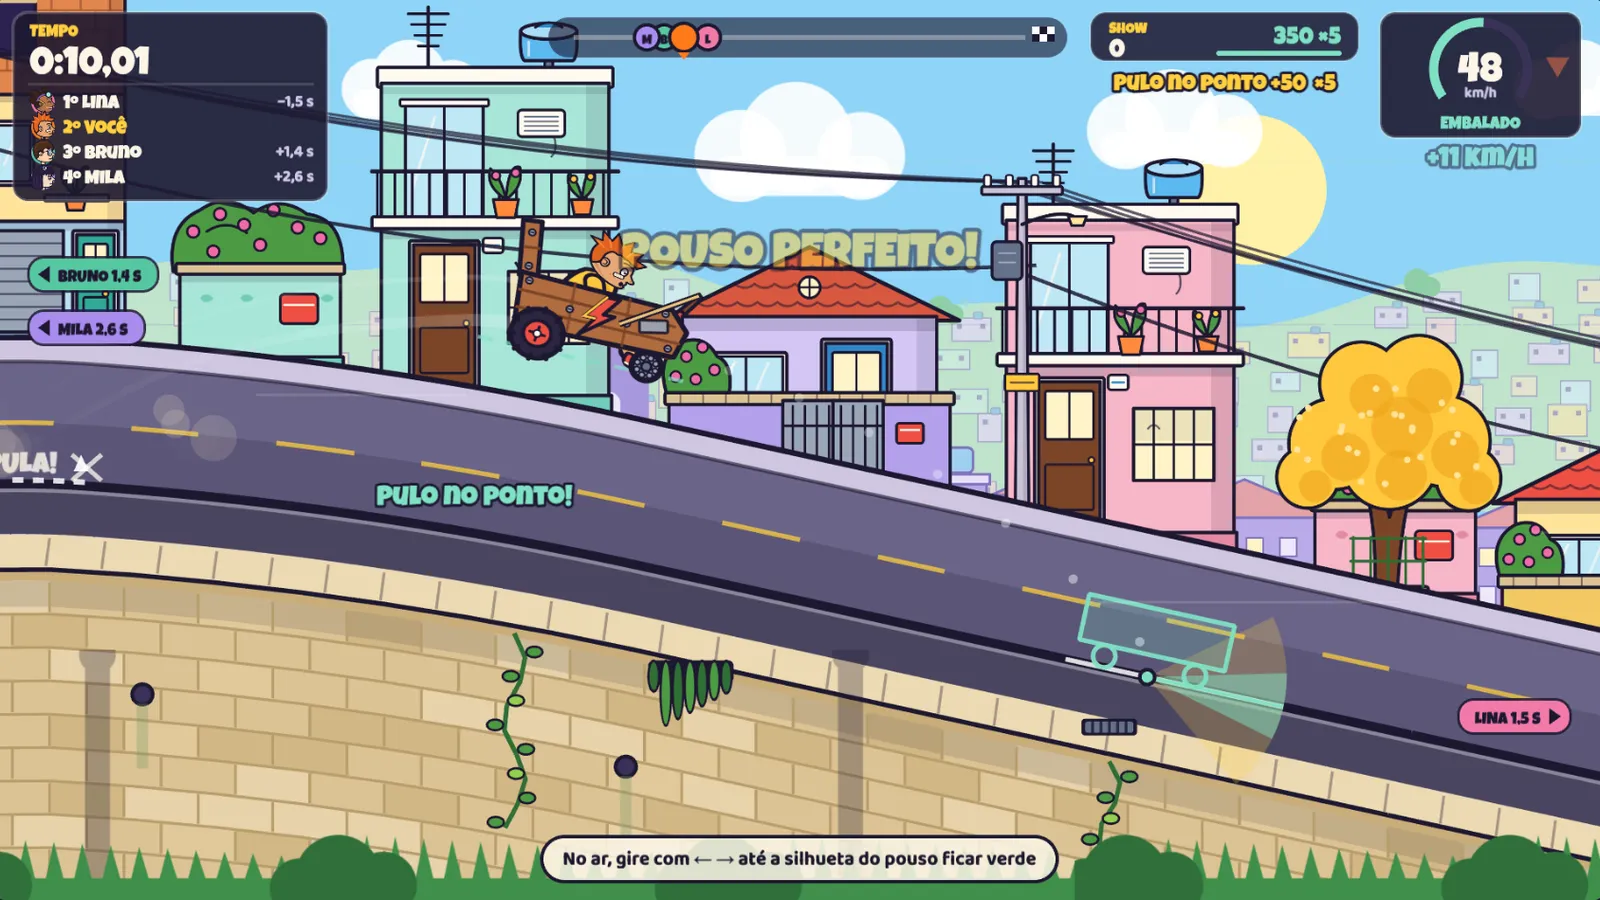 TEMPO
0:10,01
1º LINA −1,5 s
2º VOCÊ
3º BRUNO +1,4 s
4º MILA +2,6 s
M B L
SHOW
0
350 ×5
PULO NO PONTO +50 ×5
48
km/h
EMBALADO
+11 KM/H
POUSO PERFEITO!
BRUNO 1,4 S
MILA 2,6 S
PULA!
PULO NO PONTO!
LINA 1,5 S
No ar, gire com ← → até a silhueta do pouso ficar verde